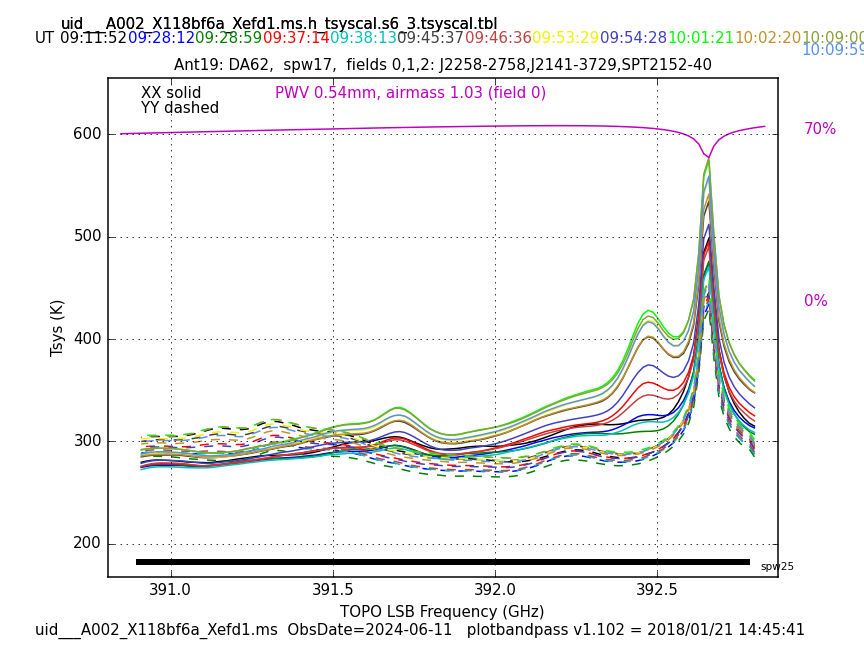 uid___A002_X118bf6a_Xefd1.ms.h_tsyscal.s6_3.tsyscal.tbl
UT 09:11:52 09:28:12 09:28:59 09:37:14 09:38:13 09:45:37 09:46:36 09:53:29 09:54:28 10:01:21 10:02:20 10:09:00
10:09:59
Ant19: DA62,  spw17,  fields 0,1,2: J2258-2758,J2141-3729,SPT2152-40
XX solid
PWV 0.54mm, airmass 1.03 (field 0)
YY dashed
600
70%
500
0%
400
Tsys (K)
300
200
spw25
391.0 391.5 392.0 392.5
TOPO LSB Frequency (GHz)
uid___A002_X118bf6a_Xefd1.ms  ObsDate=2024-06-11   plotbandpass v1.102 = 2018/01/21 14:45:41